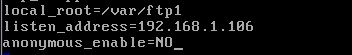 local_root=/var/ftp1
listen_address=192.168.1.106
anonymous_enable=NO_